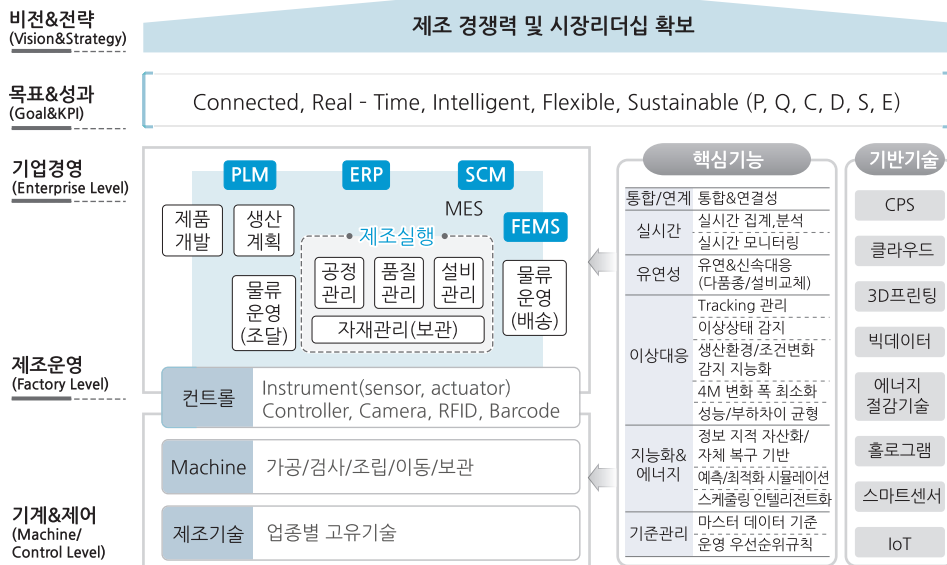 비전&전략
(Vision&Strategy)
제조 경쟁력 및 시장리더십 확보
목표&성과
(Goal&KPI)
Connected, Real - Time, Intelligent, Flexible, Sustainable (P, Q, C, D, S, E)
기업경영
(Enterprise Level)
PLM
ERP
SCM
MES
FEMS
제품
개발
생산
계획
제조실행
공정
관리
품질
관리
설비
관리
물류
운영
(조달)
물류
운영
(배송)
자재관리(보관)
제조운영
(Factory Level)
컨트롤
Instrument(sensor, actuator)
Controller, Camera, RFID, Barcode
Machine
가공/검사/조립/이동/보관
기계&제어
(Machine/
Control Level)
제조기술
업종별 고유기술
핵심기능
통합/연계
통합&연결성
실시간
실시간 집계,분석
실시간 모니터링
유연성
유연&신속대응
(다품종/설비교체)
이상대응
Tracking 관리
이상상태 감지
생산환경/조건변화
감지 지능화
4M 변화 폭 최소화
성능/부하차이 균형
지능화&
에너지
정보 지적 자산화/
자체 복구 기반
예측/최적화 시뮬레이션
스케줄링 인텔리전트화
기준관리
마스터 데이터 기준
운영 우선순위규칙
기반기술
CPS
클라우드
3D프린팅
빅데이터
에너지
절감기술
홀로그램
스마트센서
IoT